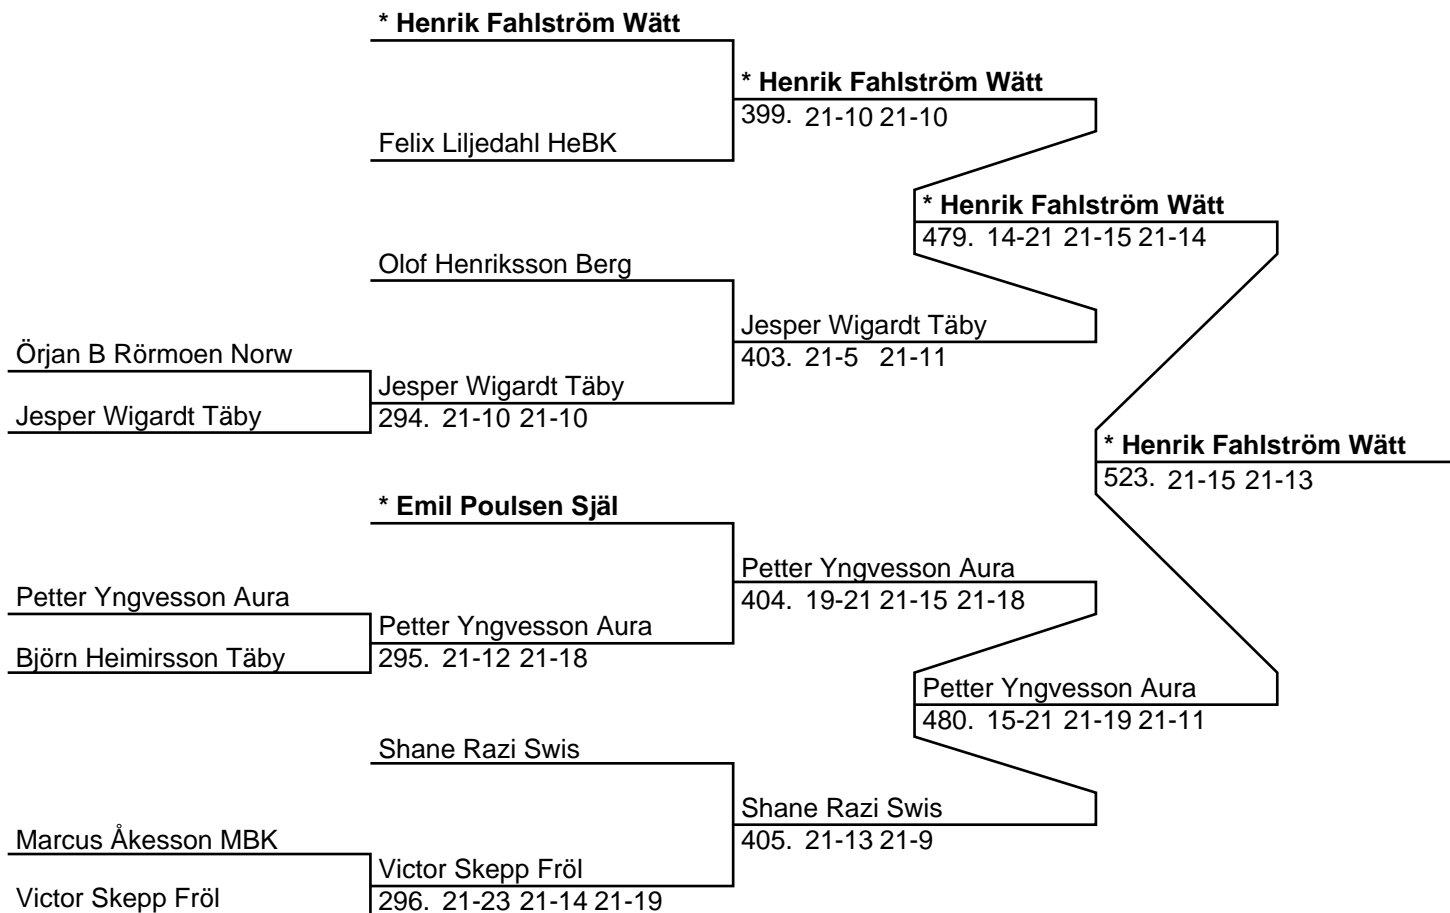 * Henrik Fahlström Wätt
* Henrik Fahlström Wätt
399. 21-10 21-10
Felix Liljedahl HeBK
* Henrik Fahlström Wätt
479. 14-21 21-15 21-14
Olof Henriksson Berg
Jesper Wigardt Täby
403. 21-5 21-11
Örjan B Rörmoen Norw
Jesper Wigardt Täby
294. 21-10 21-10
Jesper Wigardt Täby
* Henrik Fahlström Wätt
523. 21-15 21-13
* Emil Poulsen Själ
Petter Yngvesson Aura
404. 19-21 21-15 21-18
Petter Yngvesson Aura
Petter Yngvesson Aura
295. 21-12 21-18
Björn Heimirsson Täby
Petter Yngvesson Aura
480. 15-21 21-19 21-11
Shane Razi Swis
Shane Razi Swis
405. 21-13 21-9
Marcus Åkesson MBK
Victor Skepp Fröl
296. 21-23 21-14 21-19
Victor Skepp Fröl